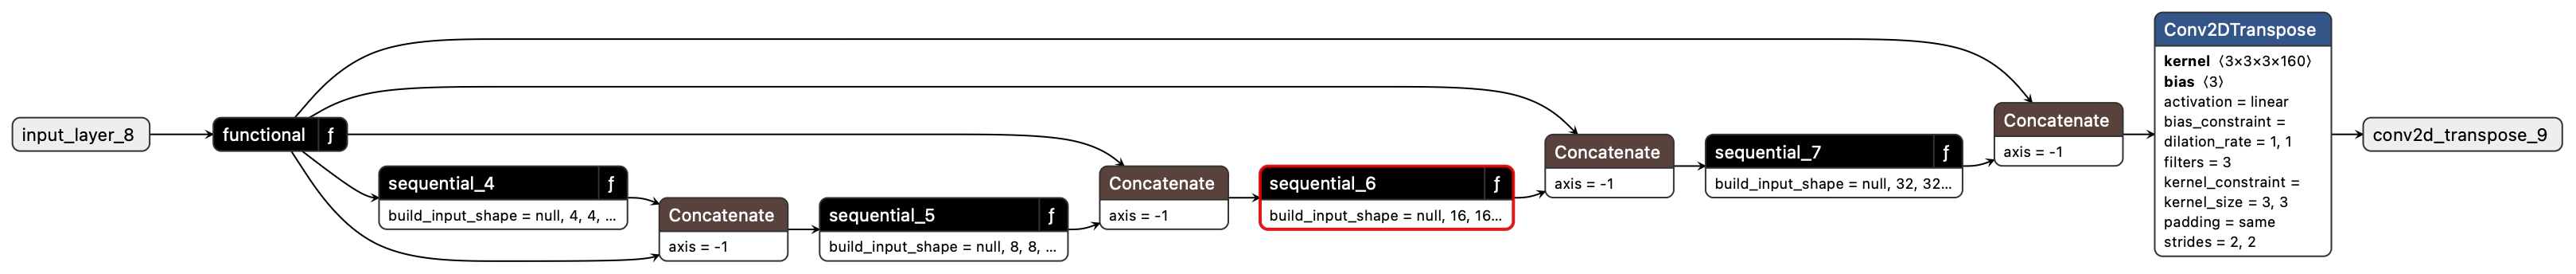 input_layer_8
functional ƒ
sequential_4 ƒ
build_input_shape = null, 4, 4, ...
Concatenate
axis = -1
sequential_5 ƒ
build_input_shape = null, 8, 8, ...
Concatenate
axis = -1
sequential_6 ƒ
build_input_shape = null, 16, 16...
Concatenate
axis = -1
sequential_7 ƒ
build_input_shape = null, 32, 32...
Concatenate
axis = -1
Conv2DTranspose
kernel ⟨3×3×3×160⟩
bias ⟨3⟩
activation = linear
bias_constraint =
dilation_rate = 1, 1
filters = 3
kernel_constraint =
kernel_size = 3, 3
padding = same
strides = 2, 2
conv2d_transpose_9